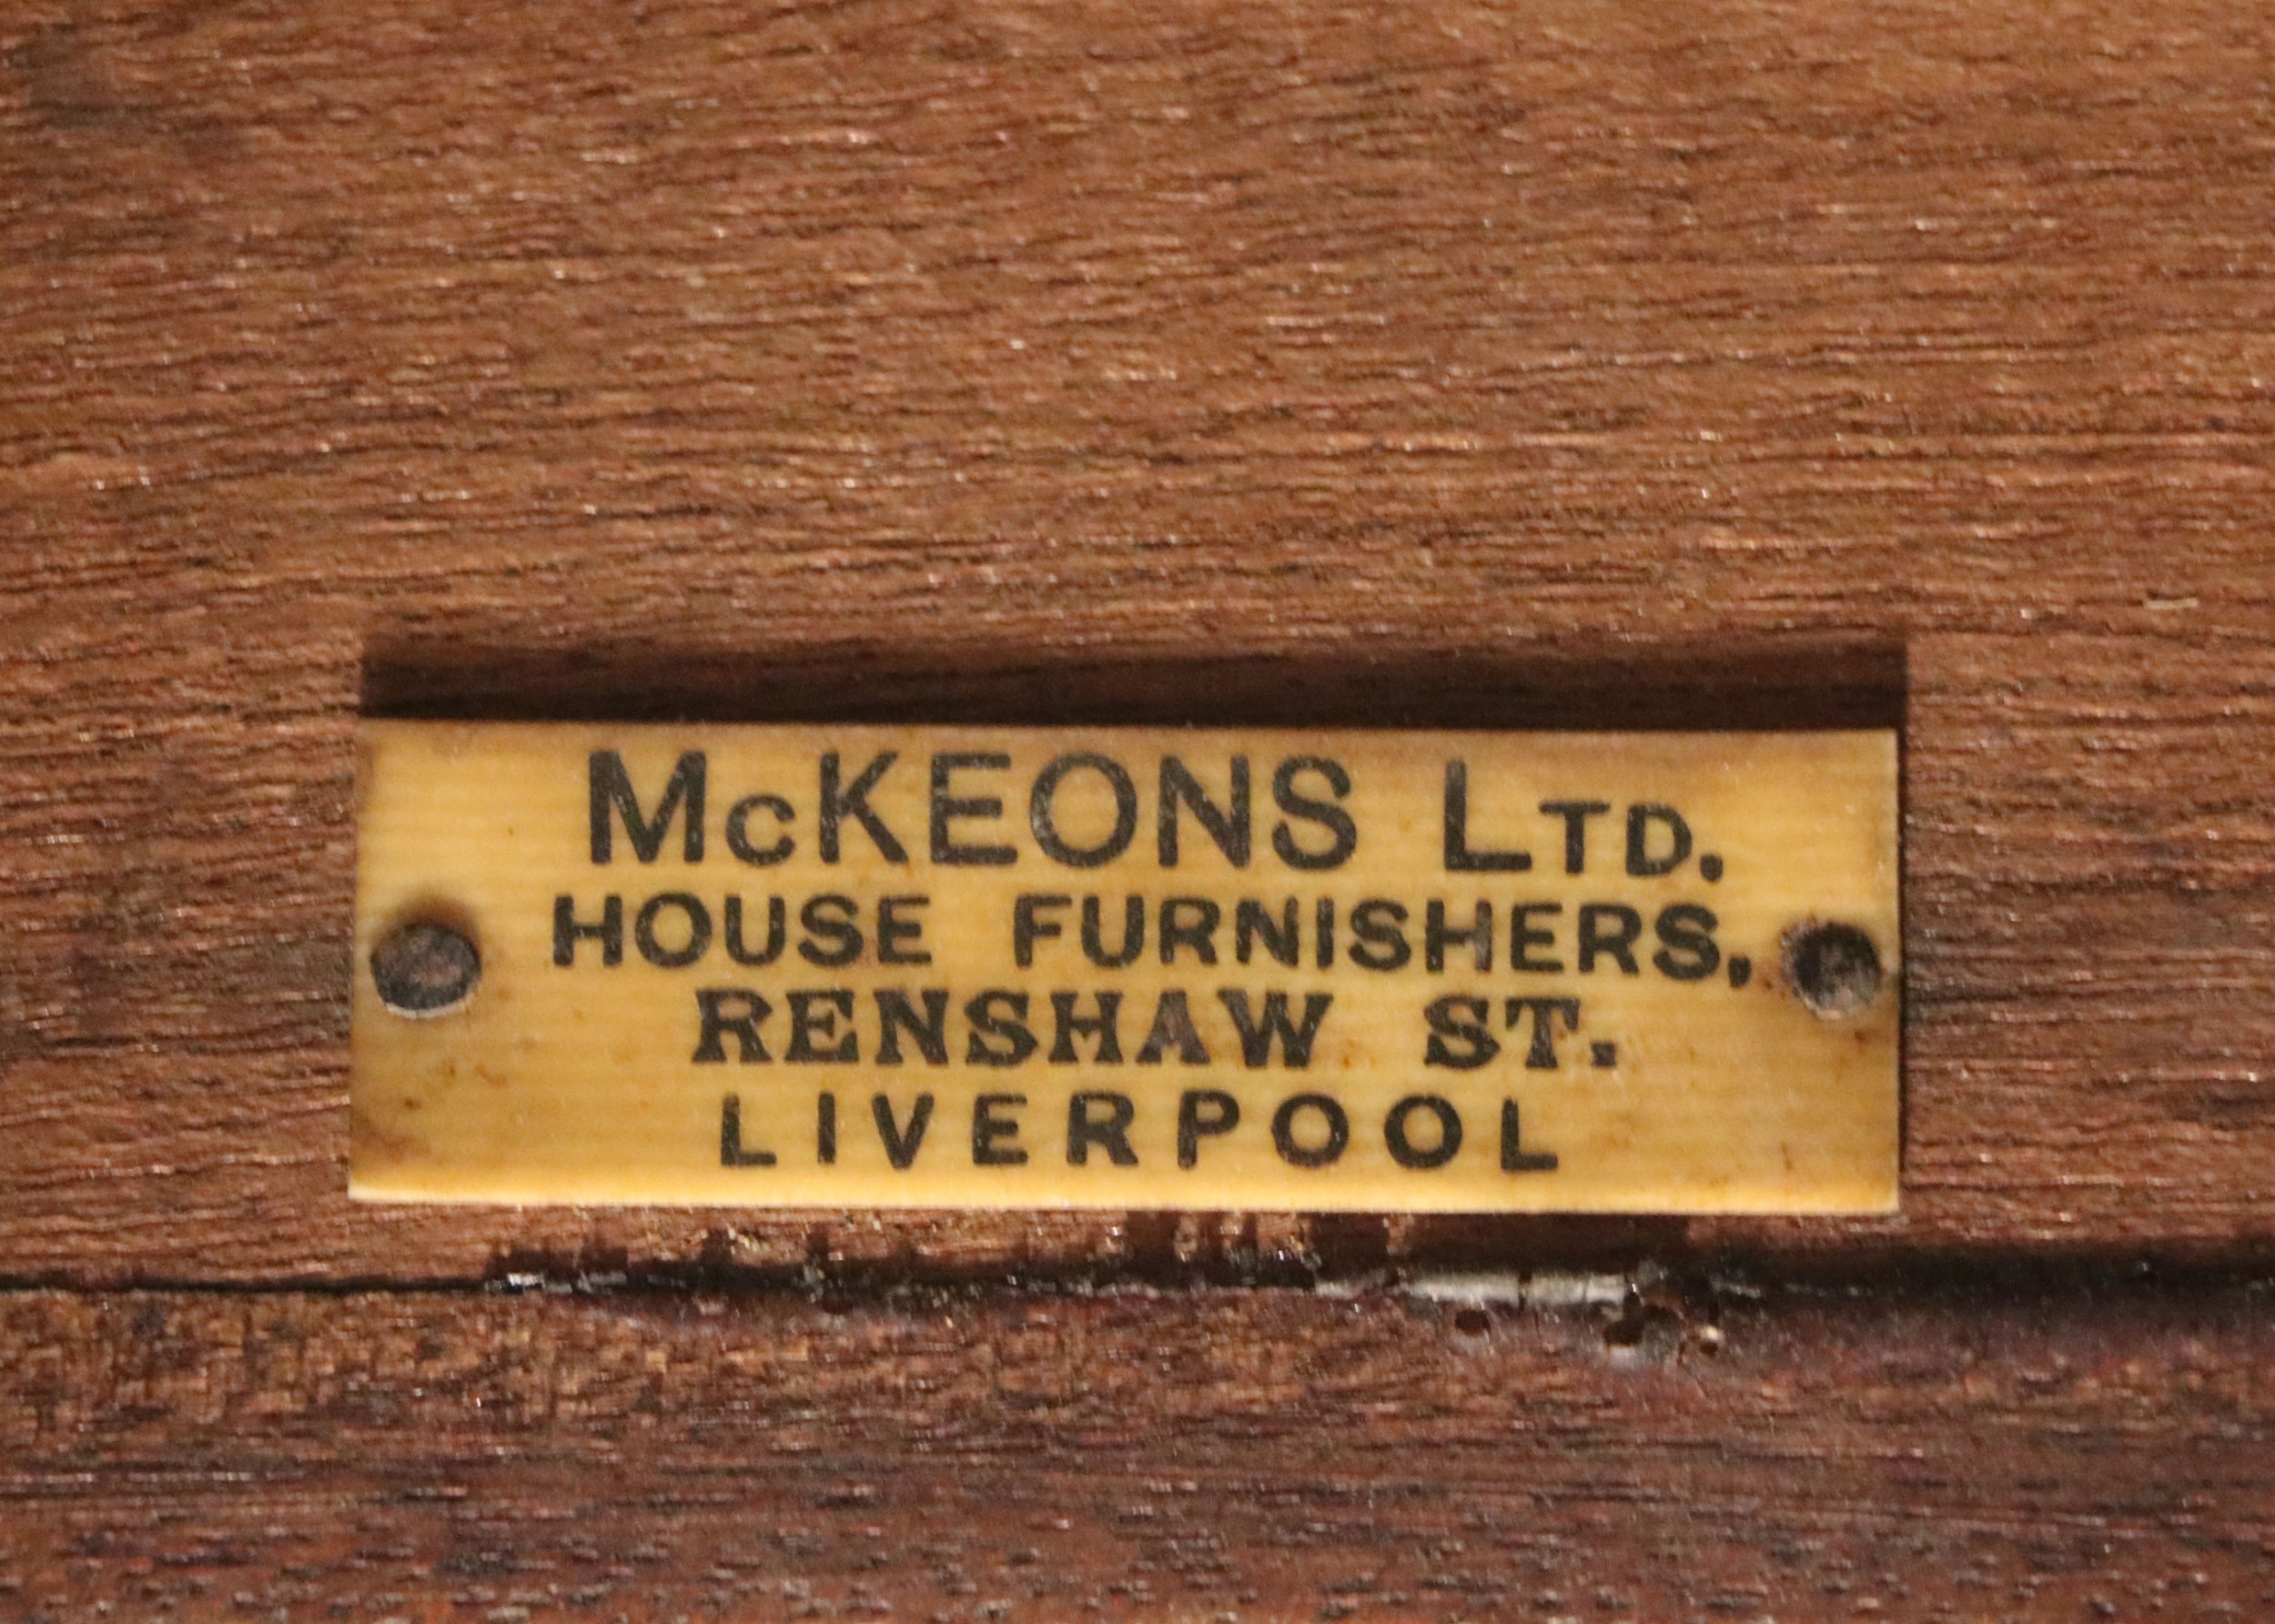 McKEONS LTD.
HOUSE FURNISHERS,
RENSHAW ST.
LIVERPOOL